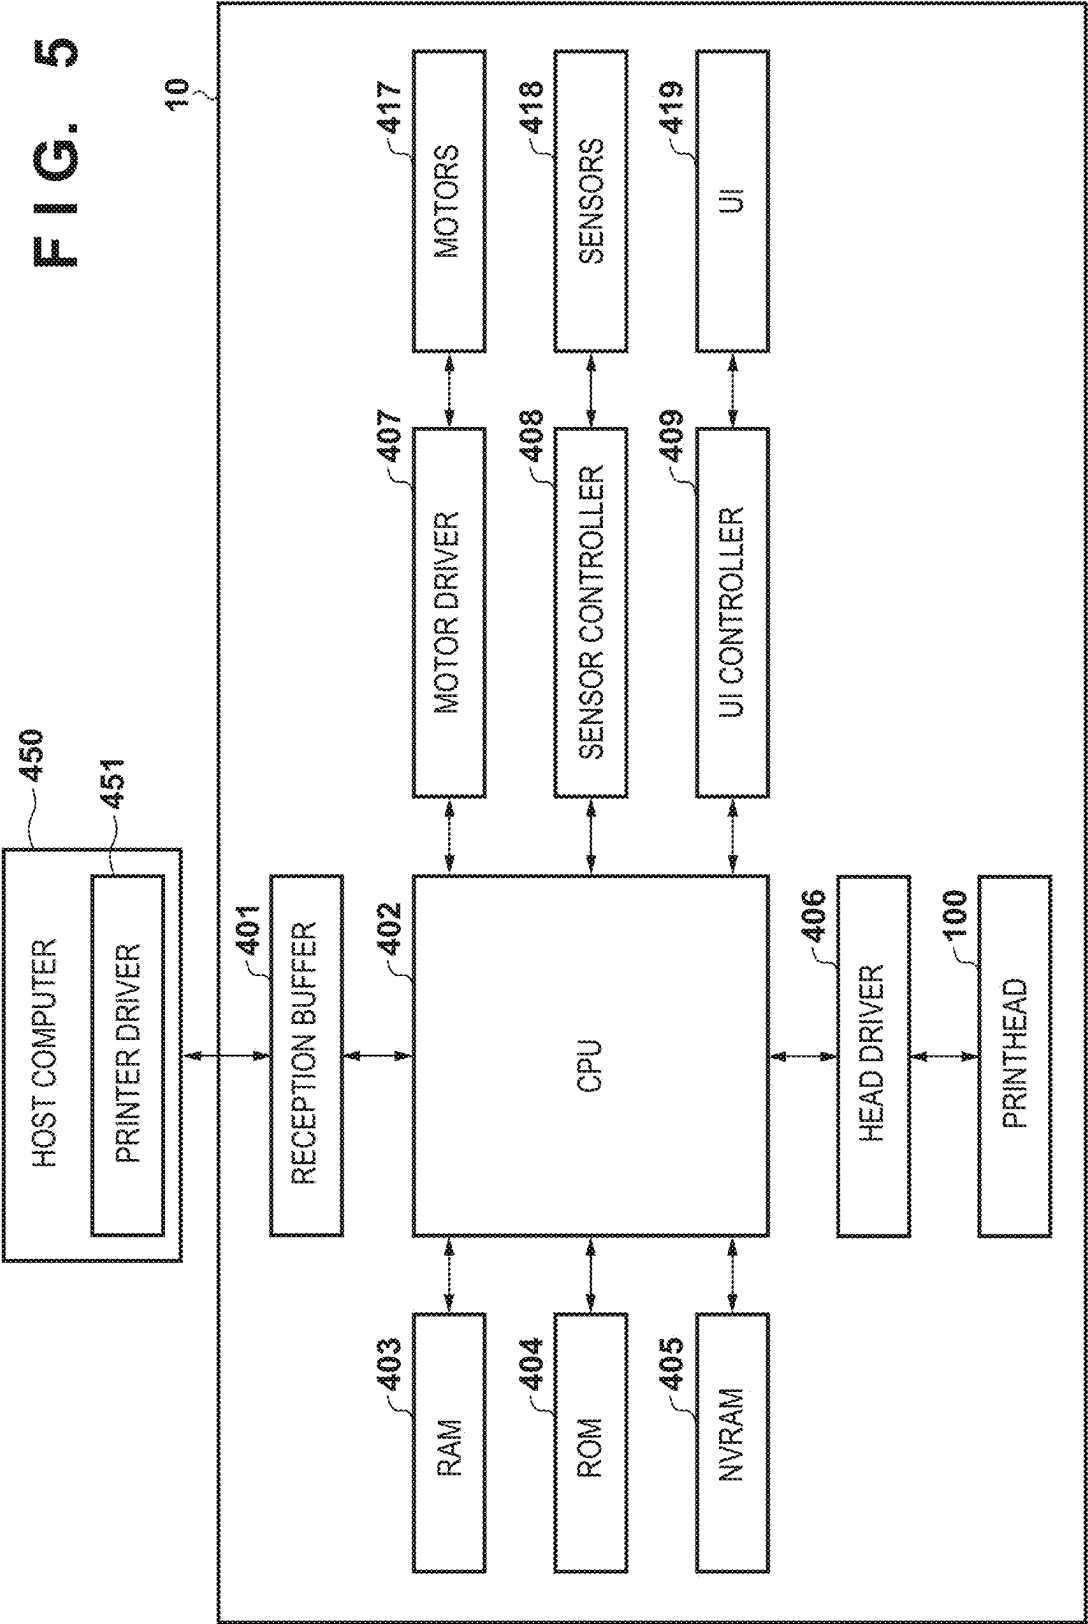 FIG. 5
HOST COMPUTER
450
PRINTER DRIVER
451
10
RECEPTION BUFFER
401
CPU
402
RAM
403
MOTOR DRIVER
407
MOTORS
417
ROM
404
SENSOR CONTROLLER
408
SENSORS
418
NVRAM
405
UI CONTROLLER
409
UI
419
HEAD DRIVER
406
PRINTHEAD
100